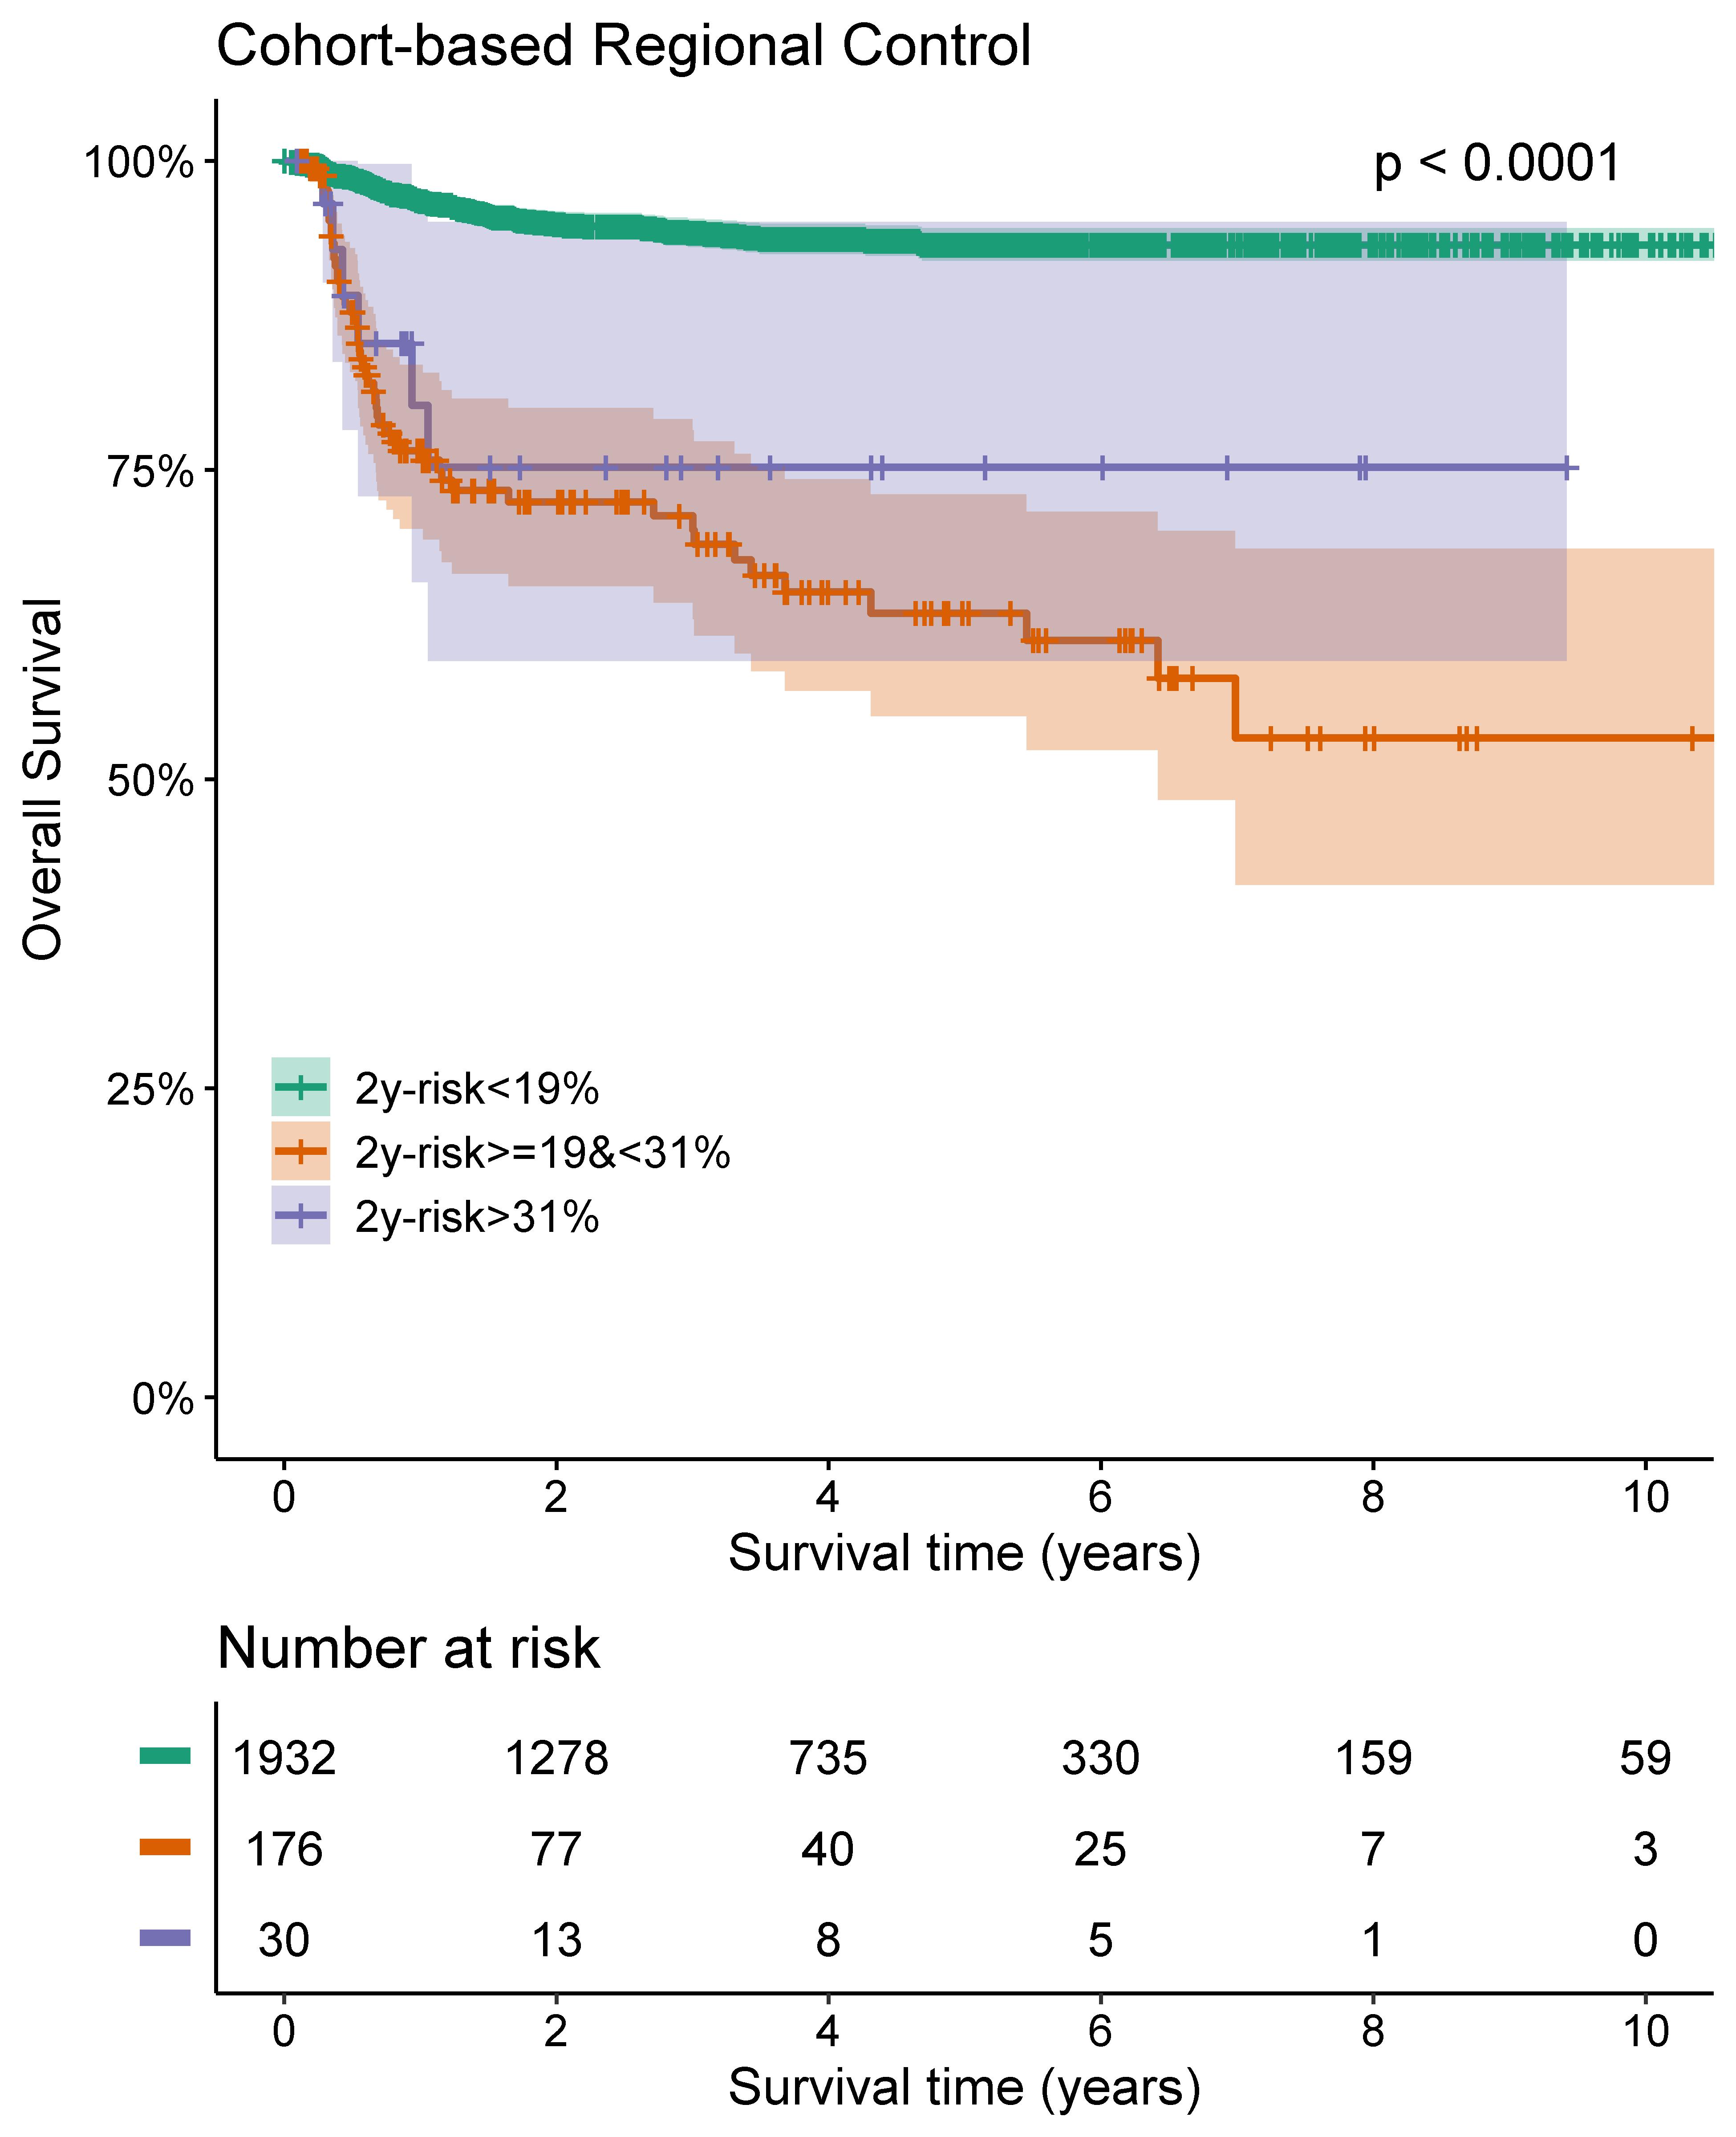 Cohort-based Regional Control
p < 0.0001
100%
75%
50%
25%
0%
Overall Survival
2y-risk<19%
2y-risk>=19&<31%
2y-risk>31%
0 2 4 6 8 10
Survival time (years)
Number at risk
1932 1278 735 330 159 59
176 77 40 25 7 3
30 13 8 5 1 0
0 2 4 6 8 10
Survival time (years)